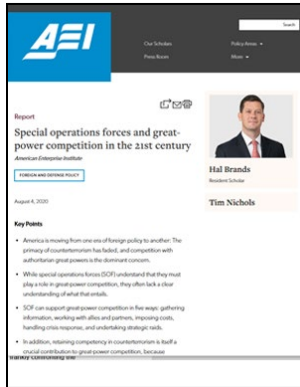 AEI
Search
Our Scholars
Policy Areas
Press Room
More
Report
Special operations forces and great-
power competition in the 21st century
American Enterprise Institute
FOREIGN AND DEFENSE POLICY
August 4, 2020
Hal Brands
Resident Scholar
Tim Nichols
Key Points
• America is moving from one era of foreign policy to another: The
primacy of counterterrorism has faded, and competition with
authoritarian great powers is the dominant concern.
• While special operations forces (SOF) understand that they must
play a role in great-power competition, they often lack a clear
understanding of what that entails.
• SOF can support great-power competition in five ways: gathering
information, working with allies and partners, imposing costs,
handling crisis response, and undertaking strategic raids.
• In addition, retaining competency in counterterrorism is itself a
crucial contribution to great-power competition, because
frankly confronting the